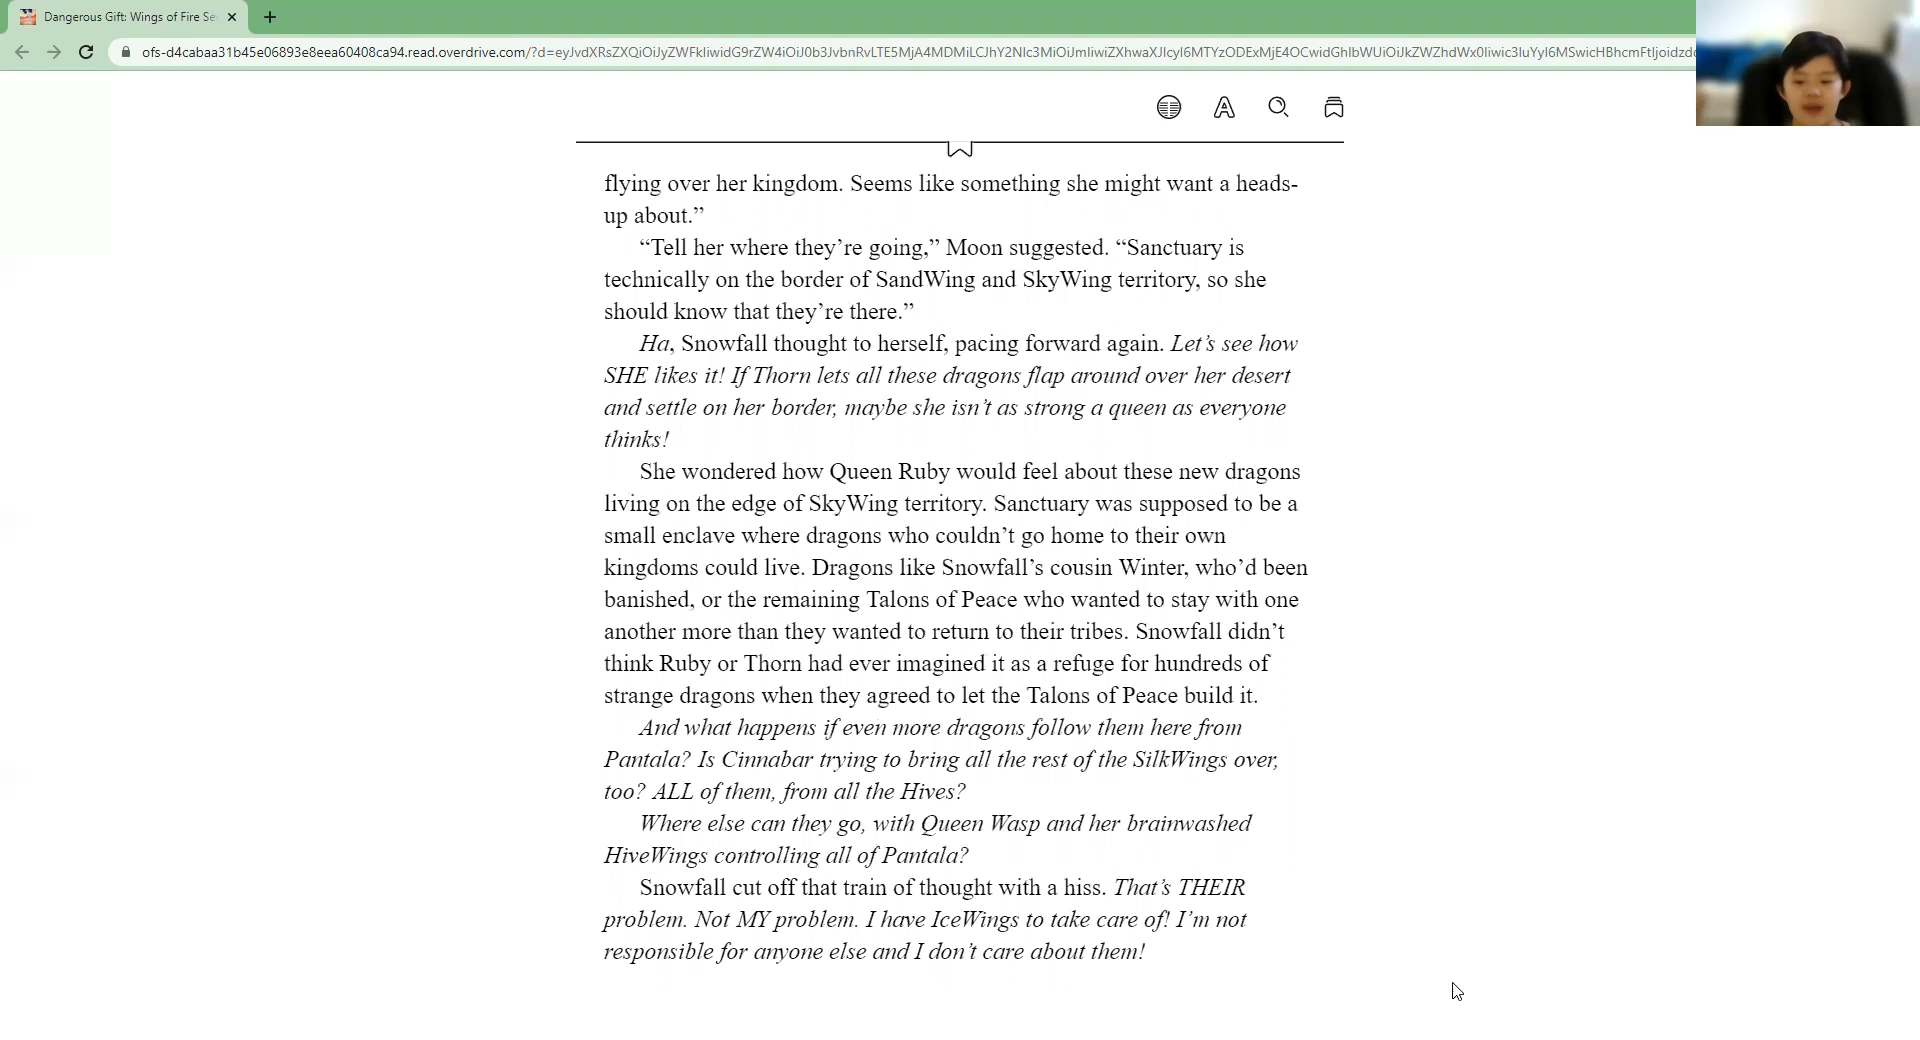 Dangerous Gift: Wings of Fire Se
ofs-d4cabaa31b45e06893e8eea60408ca94.read.overdrive.com/?d=
flying over her kingdom. Seems like something she might want a heads-
up about.”
“Tell her where they’re going,” Moon suggested. “Sanctuary is
technically on the border of SandWing and SkyWing territory, so she
should know that they’re there.”
Ha, Snowfall thought to herself, pacing forward again. Let’s see how
SHE likes it! If Thorn lets all these dragons flap around over her desert
and settle on her border, maybe she isn’t as strong a queen as everyone
thinks!
She wondered how Queen Ruby would feel about these new dragons
living on the edge of SkyWing territory. Sanctuary was supposed to be a
small enclave where dragons who couldn’t go home to their own
kingdoms could live. Dragons like Snowfall’s cousin Winter, who’d been
banished, or the remaining Talons of Peace who wanted to stay with one
another more than they wanted to return to their tribes. Snowfall didn’t
think Ruby or Thorn had ever imagined it as a refuge for hundreds of
strange dragons when they agreed to let the Talons of Peace build it.
And what happens if even more dragons follow them here from
Pantala? Is Cinnabar trying to bring all the rest of the SilkWings over,
too? ALL of them, from all the Hives?
Where else can they go, with Queen Wasp and her brainwashed
HiveWings controlling all of Pantala?
Snowfall cut off that train of thought with a hiss. That’s THEIR
problem. Not MY problem. I have IceWings to take care of! I’m not
responsible for anyone else and I don’t care about them!